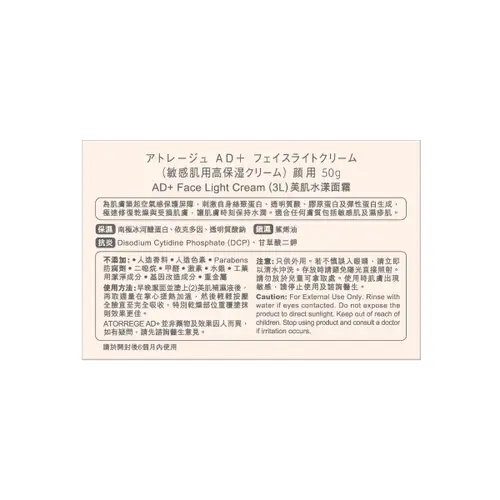 アトレージュ AD＋ フェイスライトクリーム
（敏感肌用高保湿クリーム）顔用 50g
AD+ Face Light Cream (3L) 美肌水漾面霜
為肌膚築起空氣緩保護屏障，刺激自身絲聚蛋白、透明質酸、膠原蛋白及彈性蛋白生成，
極速修復乾燥與受損肌膚，讓肌膚時刻保持水潤。適合任何膚質包括敏感肌及濕疹肌。
保濕 南極冰河醣蛋白、依克多因、透明質酸鈉 鎖濕 鯊烯油
抗炎 Disodium Cytidine Phosphate (DCP)，甘草酸二鉀
不添加：•人造香料 •人造色素 •Parabens
防腐劑 •二噁烷 •甲醛 •激素 •水銀 •工業
用潔淨成分 •基因改造成分 •重金屬
使用方法：早晚潔面並塗上(2)美肌補濕液後，
再取適量在掌心搓熱加溫，然後輕輕按壓
全臉直至完全吸收，特別乾燥部位重覆塗抹
則效果更佳。
ATORREGE AD+ 並非藥物及效果因人而異，
如有疑問，請先諮詢醫生意見。
請於開封後6個月內使用
注意：只供外用。若不慎誤入眼睛，請立即
以清水沖洗。存放時請避免陽光直接照射。
請勿放於兒童可拿取處。使用時肌膚出現
敏感，請停止使用及諮詢醫生。
Caution: For External Use Only. Rinse with
water if eyes contacted. Do not expose the
product to direct sunlight. Keep out of reach of
children. Stop using product and consult a doctor
if irritation occurs.